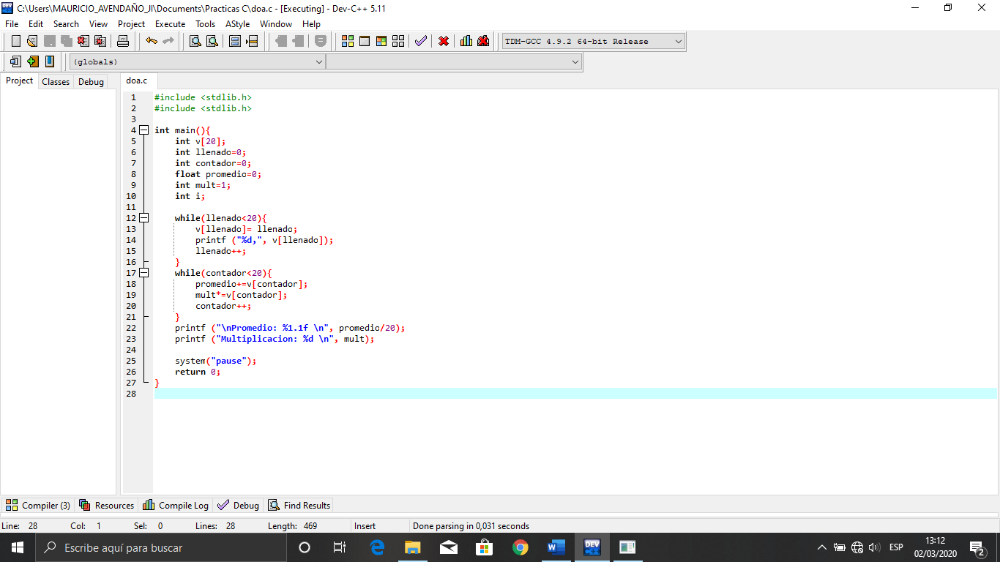 C:\Users\MAURICIO_AVENDAÑO_JI\Documents\Practicas C\doa.c - [Executing] - Dev-C++ 5.11
File Edit Search View Project Execute Tools AStyle Window Help
TDM-GCC 4.9.2 64-bit Release
(globals)
Project Classes Debug doa.c
1 #include <stdlib.h>
2 #include <stdlib.h>
3
4 int main(){
5 int v[20];
6 int llenado=0;
7 int contador=0;
8 float promedio=0;
9 int mult=1;
10 int i;
11
12 while(llenado<20){
13 v[llenado]= llenado;
14 printf ("%d,", v[llenado]);
15 llenado++;
16 }
17 while(contador<20){
18 promedio+=v[contador];
19 mult*=v[contador];
20 contador++;
21 }
22 printf ("\nPromedio: %1.1f \n", promedio/20);
23 printf ("Multiplicacion: %d \n", mult);
24
25 system("pause");
26 return 0;
27 }
28
Compiler (3) Resources Compile Log Debug Find Results
Line: 28 Col: 1 Sel: 0 Lines: 28 Length: 469 Insert Done parsing in 0,031 seconds
Escribe aquí para buscar
ESP
13:12
02/03/2020
2